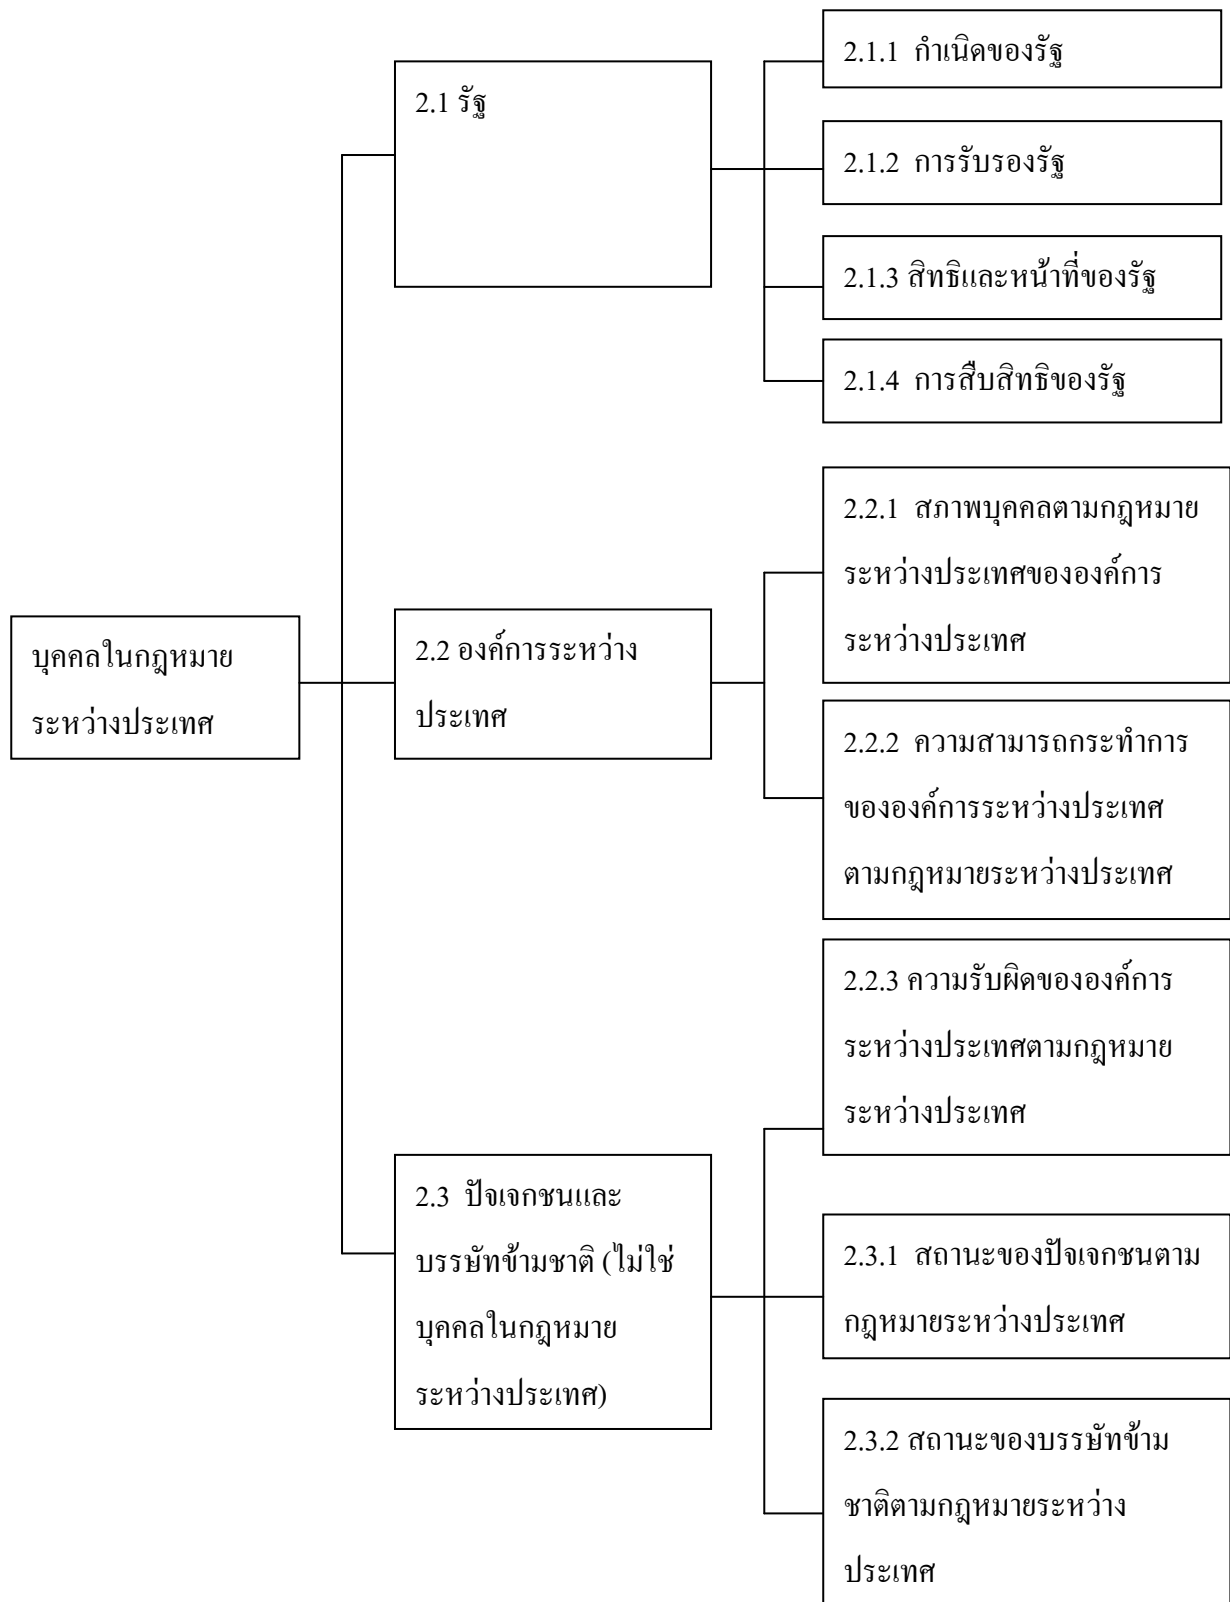 บุคคลในกฎหมาย
ระหว่างประเทศ
2.1 รัฐ
2.1.1 กำเนิดของรัฐ
2.1.2 การรับรองรัฐ
2.1.3 สิทธิและหน้าที่ของรัฐ
2.1.4 การสืบสิทธิของรัฐ
2.2 องค์การระหว่าง
ประเทศ
2.2.1 สภาพบุคคลตามกฎหมาย
ระหว่างประเทศขององค์การ
ระหว่างประเทศ
2.2.2 ความสามารถกระทำการ
ขององค์การระหว่างประเทศ
ตามกฎหมายระหว่างประเทศ
2.2.3 ความรับผิดขององค์การ
ระหว่างประเทศตามกฎหมาย
ระหว่างประเทศ
2.3 ปัจเจกชนและ
บรรษัทข้ามชาติ (ไม่ใช่
บุคคลในกฎหมาย
ระหว่างประเทศ)
2.3.1 สถานะของปัจเจกชนตาม
กฎหมายระหว่างประเทศ
2.3.2 สถานะของบรรษัทข้าม
ชาติตามกฎหมายระหว่าง
ประเทศ